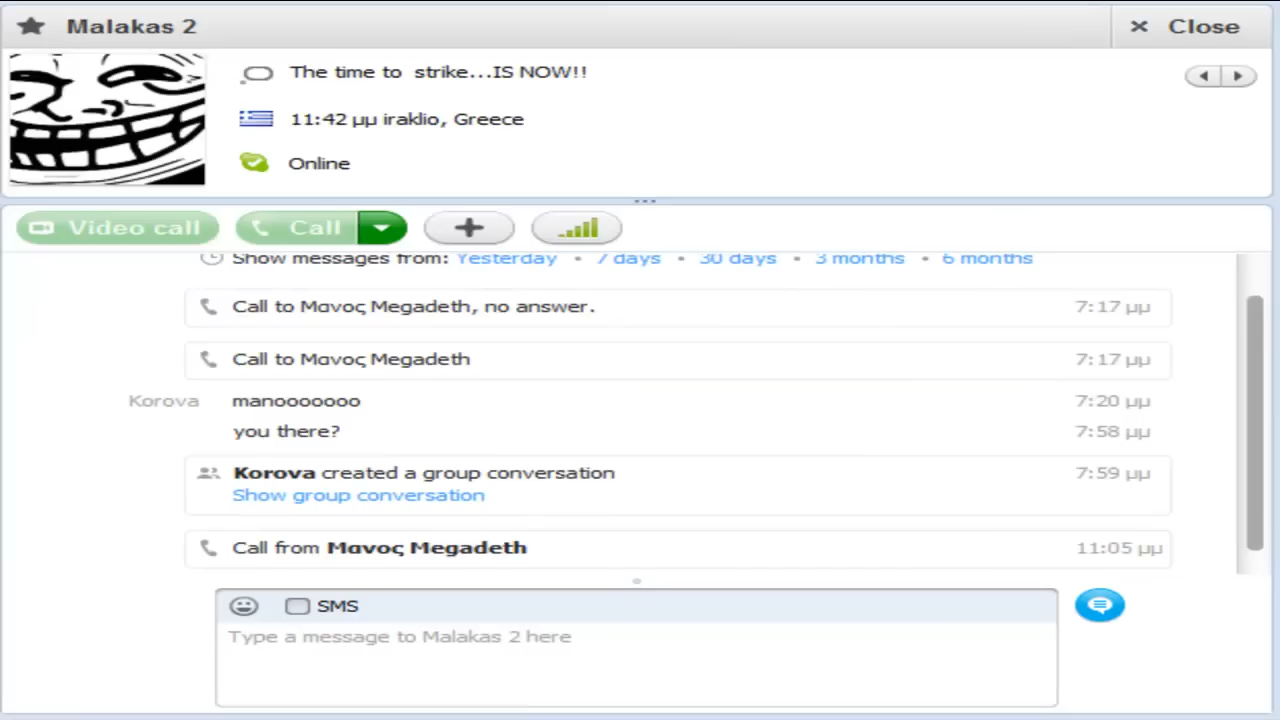 Malakas 2
Close
The time to strike...IS NOW!!
11:42 μμ iraklio, Greece
Online
Video call
Call
Show messages from: Yesterday • 7 days • 30 days • 3 months • 6 months
Call to Μανος Megadeth, no answer. 7:17 μμ
Call to Μανος Megadeth 7:17 μμ
Korova manooooooo 7:20 μμ
you there? 7:58 μμ
Korova created a group conversation 7:59 μμ
Show group conversation
Call from Μανος Megadeth 11:05 μμ
SMS
Type a message to Malakas 2 here